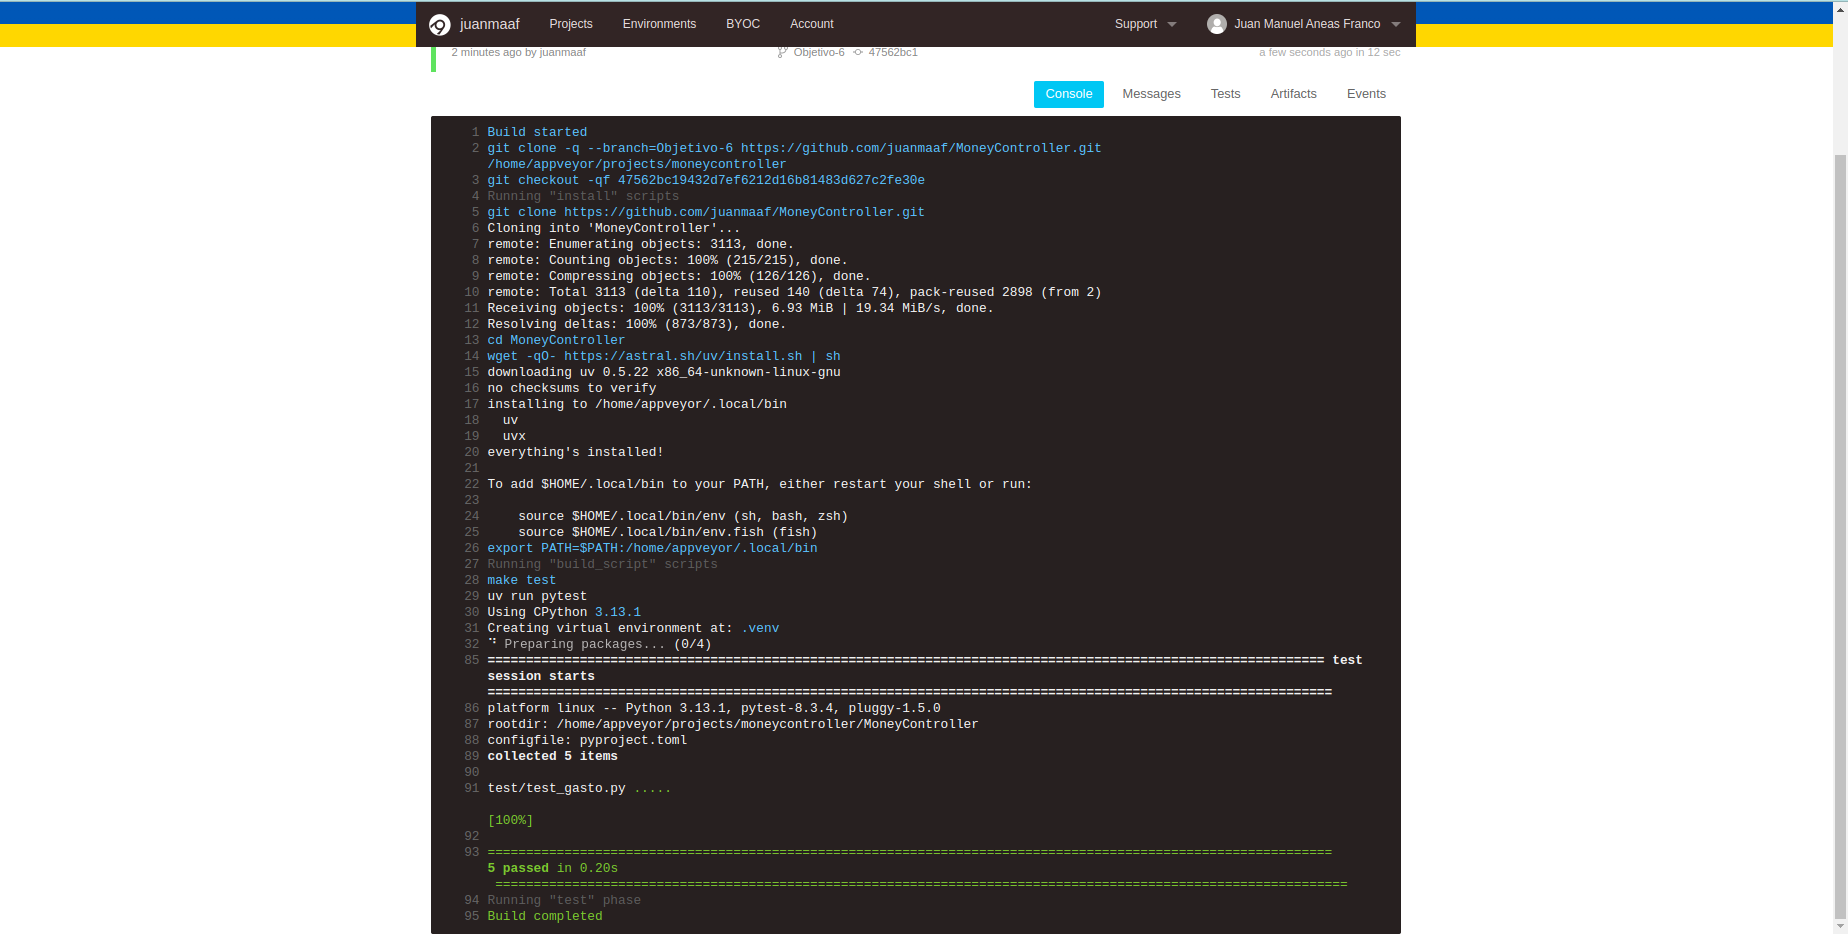 juanmaaf Projects Environments BYOC Account Support Juan Manuel Aneas Franco
2 minutes ago by juanmaaf Objetivo-6 47562bc1 a few seconds ago in 12 sec
Console Messages Tests Artifacts Events
1 Build started
2 git clone -q --branch=Objetivo-6 https://github.com/juanmaaf/MoneyController.git
/home/appveyor/projects/moneycontroller
3 git checkout -qf 47562bc19432d7ef6212d16b81483d627c2fe30e
4 Running "install" scripts
5 git clone https://github.com/juanmaaf/MoneyController.git
6 Cloning into 'MoneyController'...
7 remote: Enumerating objects: 3113, done.
8 remote: Counting objects: 100% (215/215), done.
9 remote: Compressing objects: 100% (126/126), done.
10 remote: Total 3113 (delta 110), reused 140 (delta 74), pack-reused 2898 (from 2)
11 Receiving objects: 100% (3113/3113), 6.93 MiB | 19.34 MiB/s, done.
12 Resolving deltas: 100% (873/873), done.
13 cd MoneyController
14 wget -qO- https://astral.sh/uv/install.sh | sh
15 downloading uv 0.5.22 x86_64-unknown-linux-gnu
16 no checksums to verify
17 installing to /home/appveyor/.local/bin
18 uv
19 uvx
20 everything's installed!
21
22 To add $HOME/.local/bin to your PATH, either restart your shell or run:
23
24 source $HOME/.local/bin/env (sh, bash, zsh)
25 source $HOME/.local/bin/env.fish (fish)
26 export PATH=$PATH:/home/appveyor/.local/bin
27 Running "build_script" scripts
28 make test
29 uv run pytest
30 Using CPython 3.13.1
31 Creating virtual environment at: .venv
32 ⠙ Preparing packages... (0/4)
85 ============================================================================================================= test
session starts
==============================================================================================================
86 platform linux -- Python 3.13.1, pytest-8.3.4, pluggy-1.5.0
87 rootdir: /home/appveyor/projects/moneycontroller/MoneyController
88 configfile: pyproject.toml
89 collected 5 items
90
91 test/test_gasto.py .....
[100%]
92
93 ==============================================================================================================
5 passed in 0.20s
===============================================================================================================
94 Running "test" phase
95 Build completed